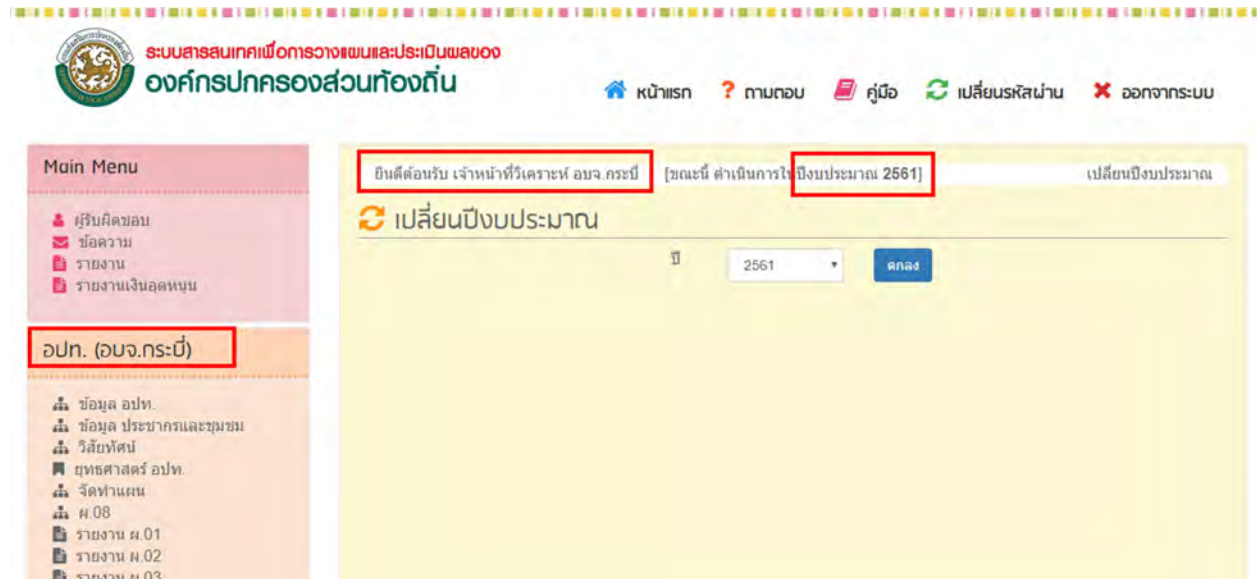 ระบบสารสนเทศเพื่อการวางแผนและประเมินผลของ
องค์กรปกครองส่วนท้องถิ่น
หน้าแรก ? ถามตอบ คู่มือ เปลี่ยนรหัสผ่าน ออกจากระบบ
Main Menu
ผู้รับผิดชอบ
ข้อความ
รายงาน
รายงานเงินอุดหนุน
อปท. (อบจ.กระบี่)
ข้อมูล อปท.
ข้อมูล ประชากรและชุมชม
วิสัยทัศน์
ยุทธศาสตร์ อปท.
จัดทำแผน
ผ.08
รายงาน ผ.01
รายงาน ผ.02
รายงาน ผ.03
ยินดีต้อนรับ เจ้าหน้าที่วิเคราะห์ อบจ.กระบี่ [ขณะนี้ ดำเนินการใน ปีงบประมาณ 2561] เปลี่ยนปีงบประมาณ
เปลี่ยนปีงบประมาณ
ปี 2561 ตกลง